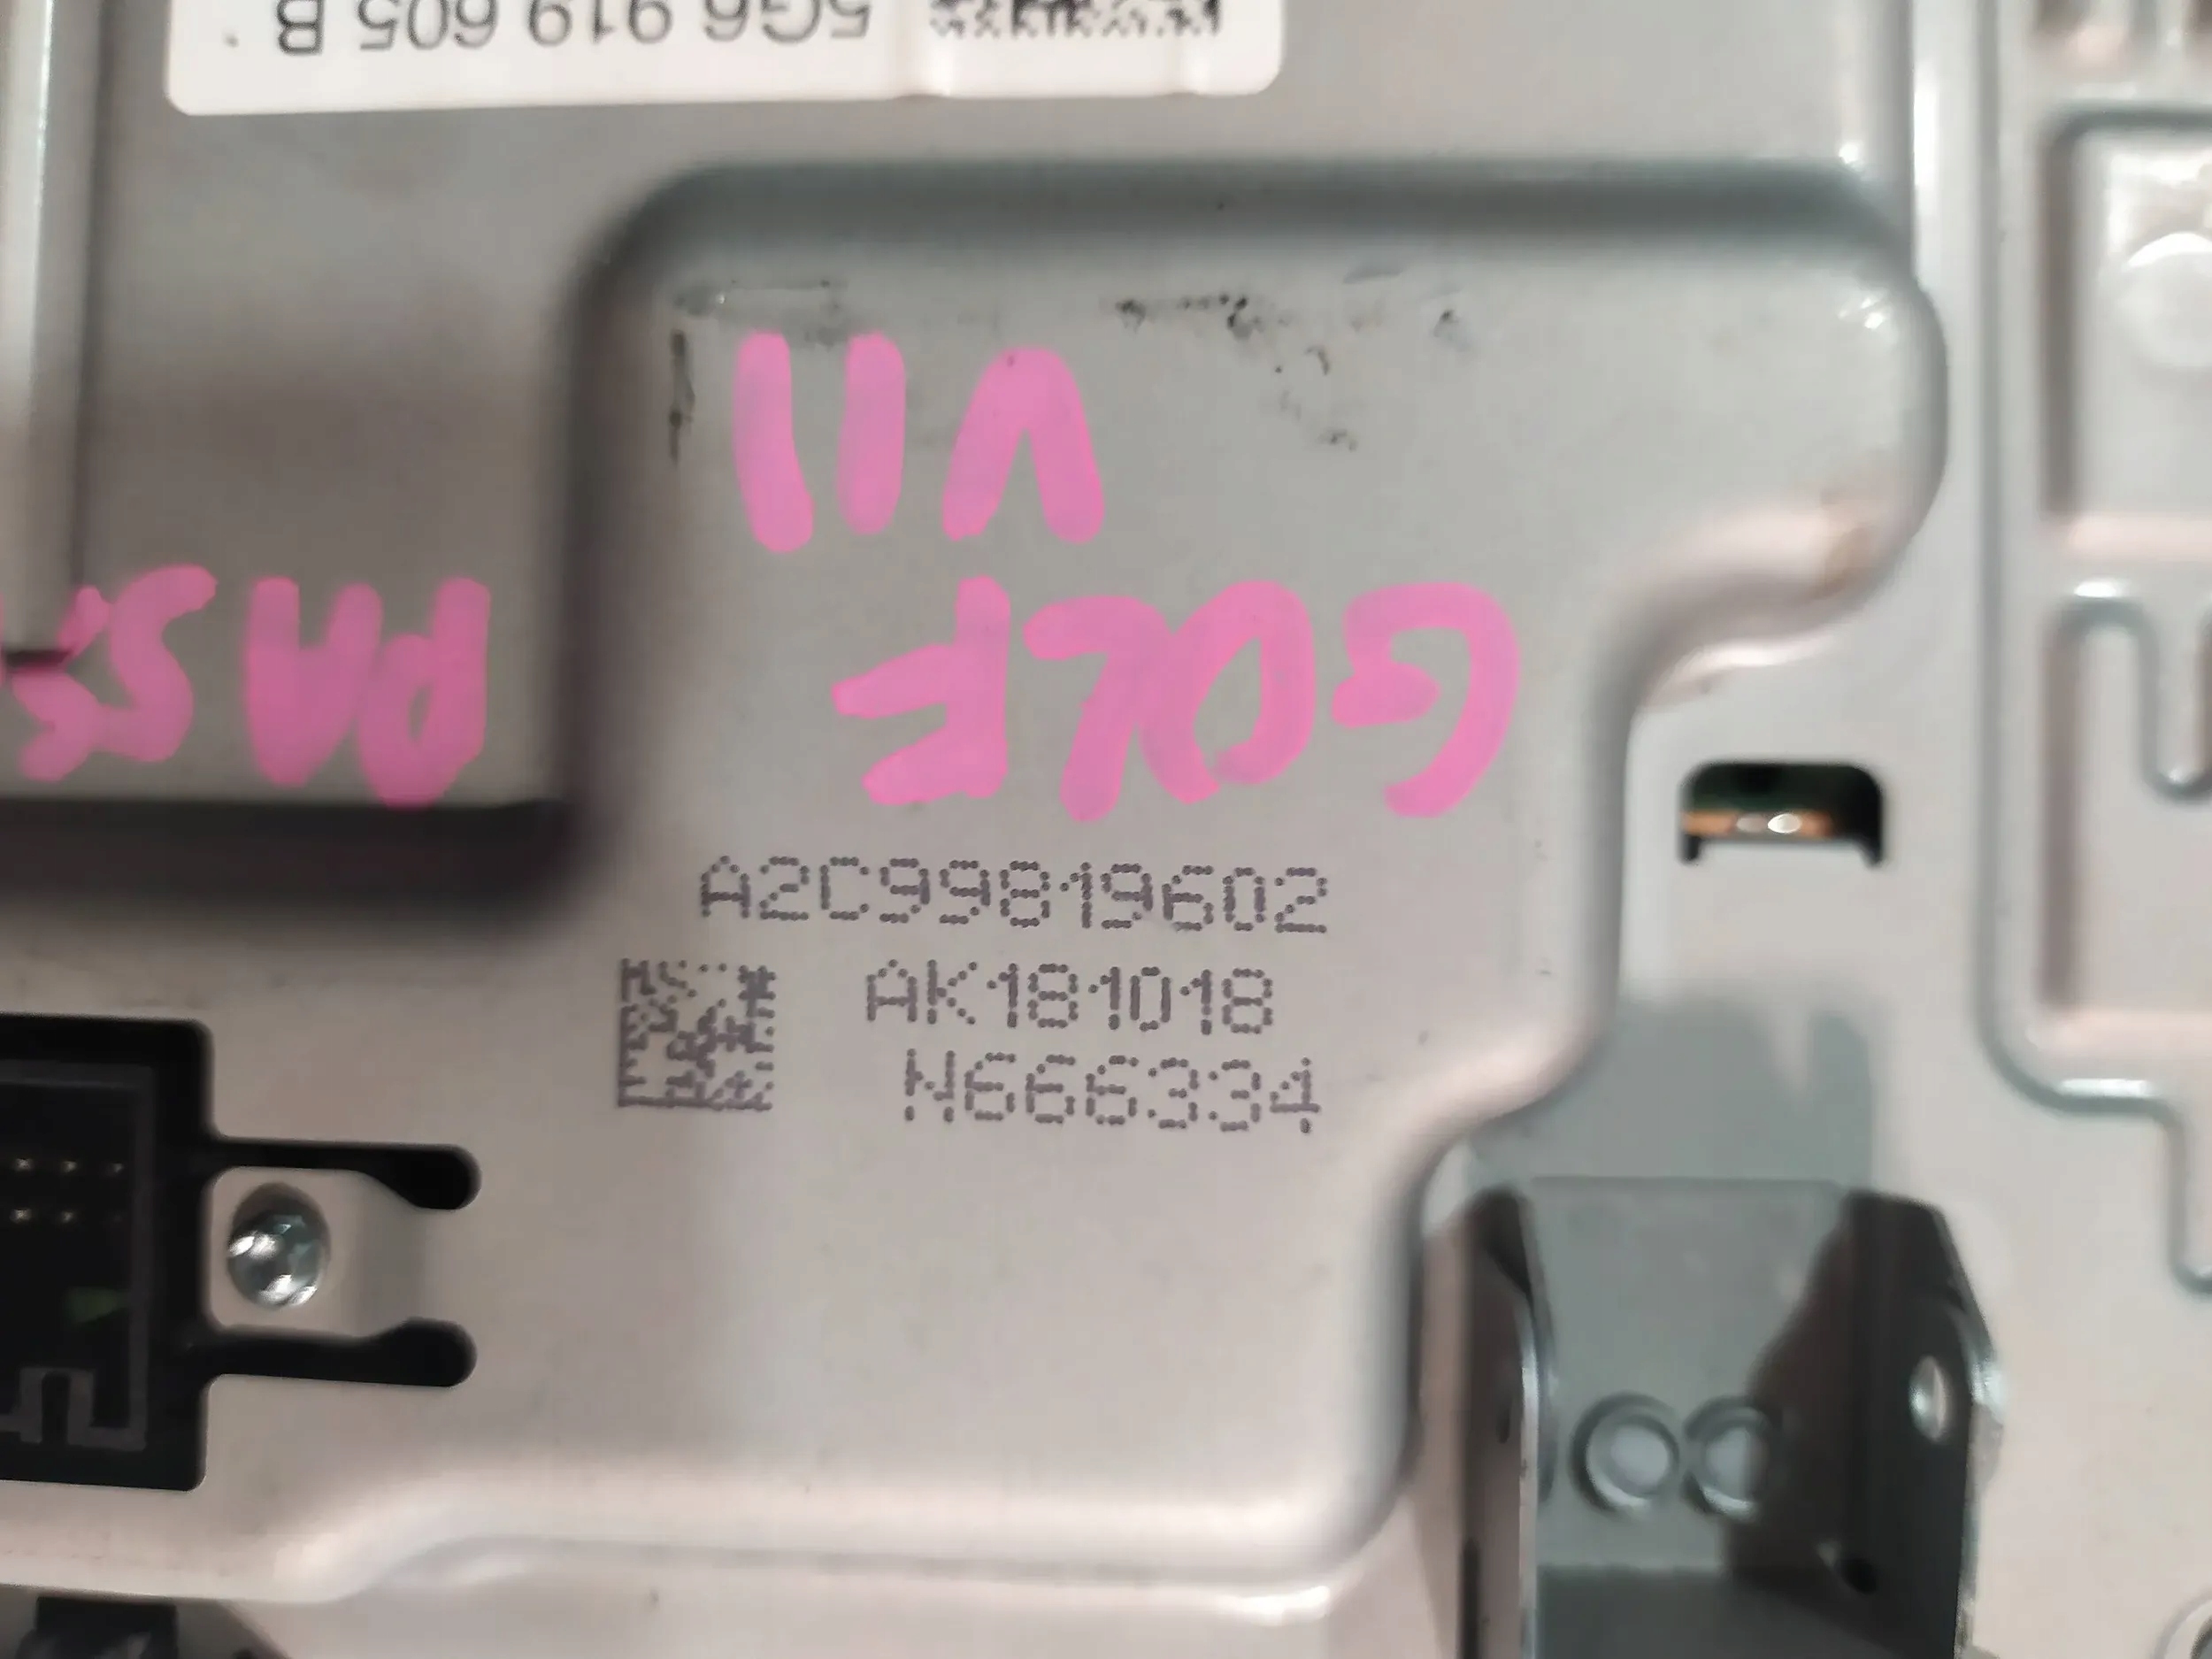 5G6 919 605 B
VII
GOLF
PASS
A2C99819602
AK181018
N666334